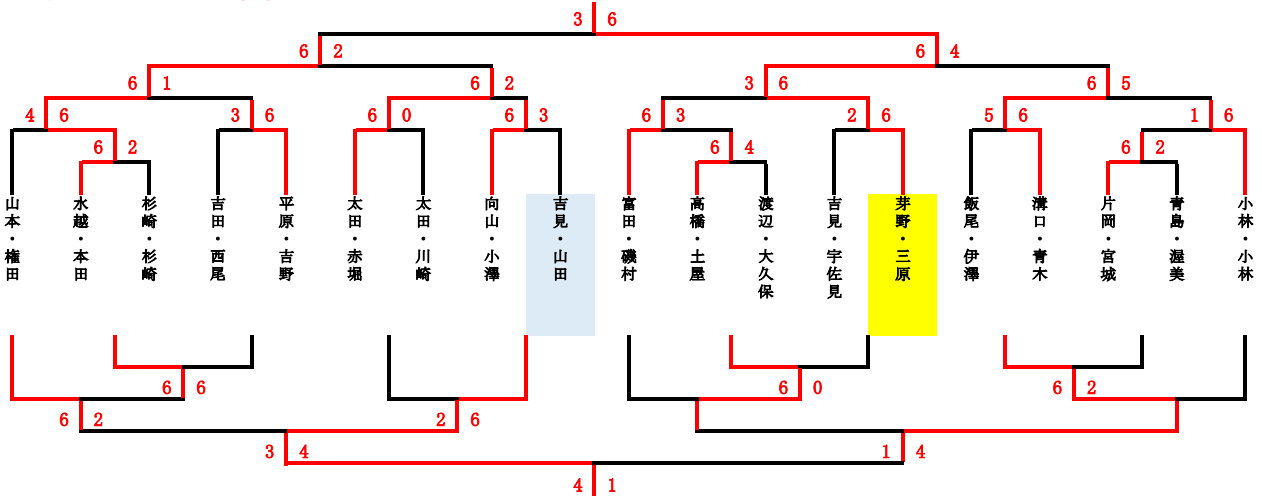 3 6
6 2 6 4
6 1 6 2 3 6 6 5
4 6 3 6 6 0 6 3 6 3 2 6 5 6 1 6
6 2 6 4 6 2
山本・権田
水越・本田
杉崎・杉崎
吉田・西尾
平原・吉野
太田・赤堀
太田・川崎
向山・小澤
吉見・山田
富田・磯村
高橋・土屋
渡辺・大久保
吉見・宇佐見
芽野・三原
飯尾・伊澤
溝口・青木
片岡・宮城
青島・渥美
小林・小林
6 6 6 0 6 2
6 2 2 6
3 4 1 4
4 1